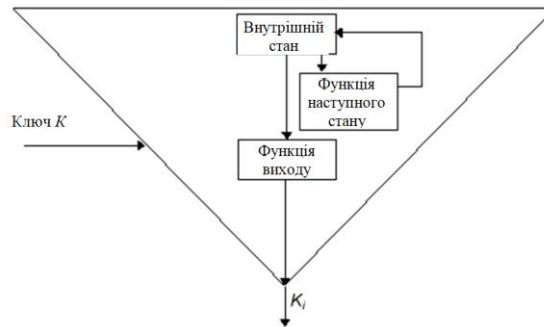 Внутрішній
стан
Функція
наступного
стану
Ключ K
Функція
виходу
Ki